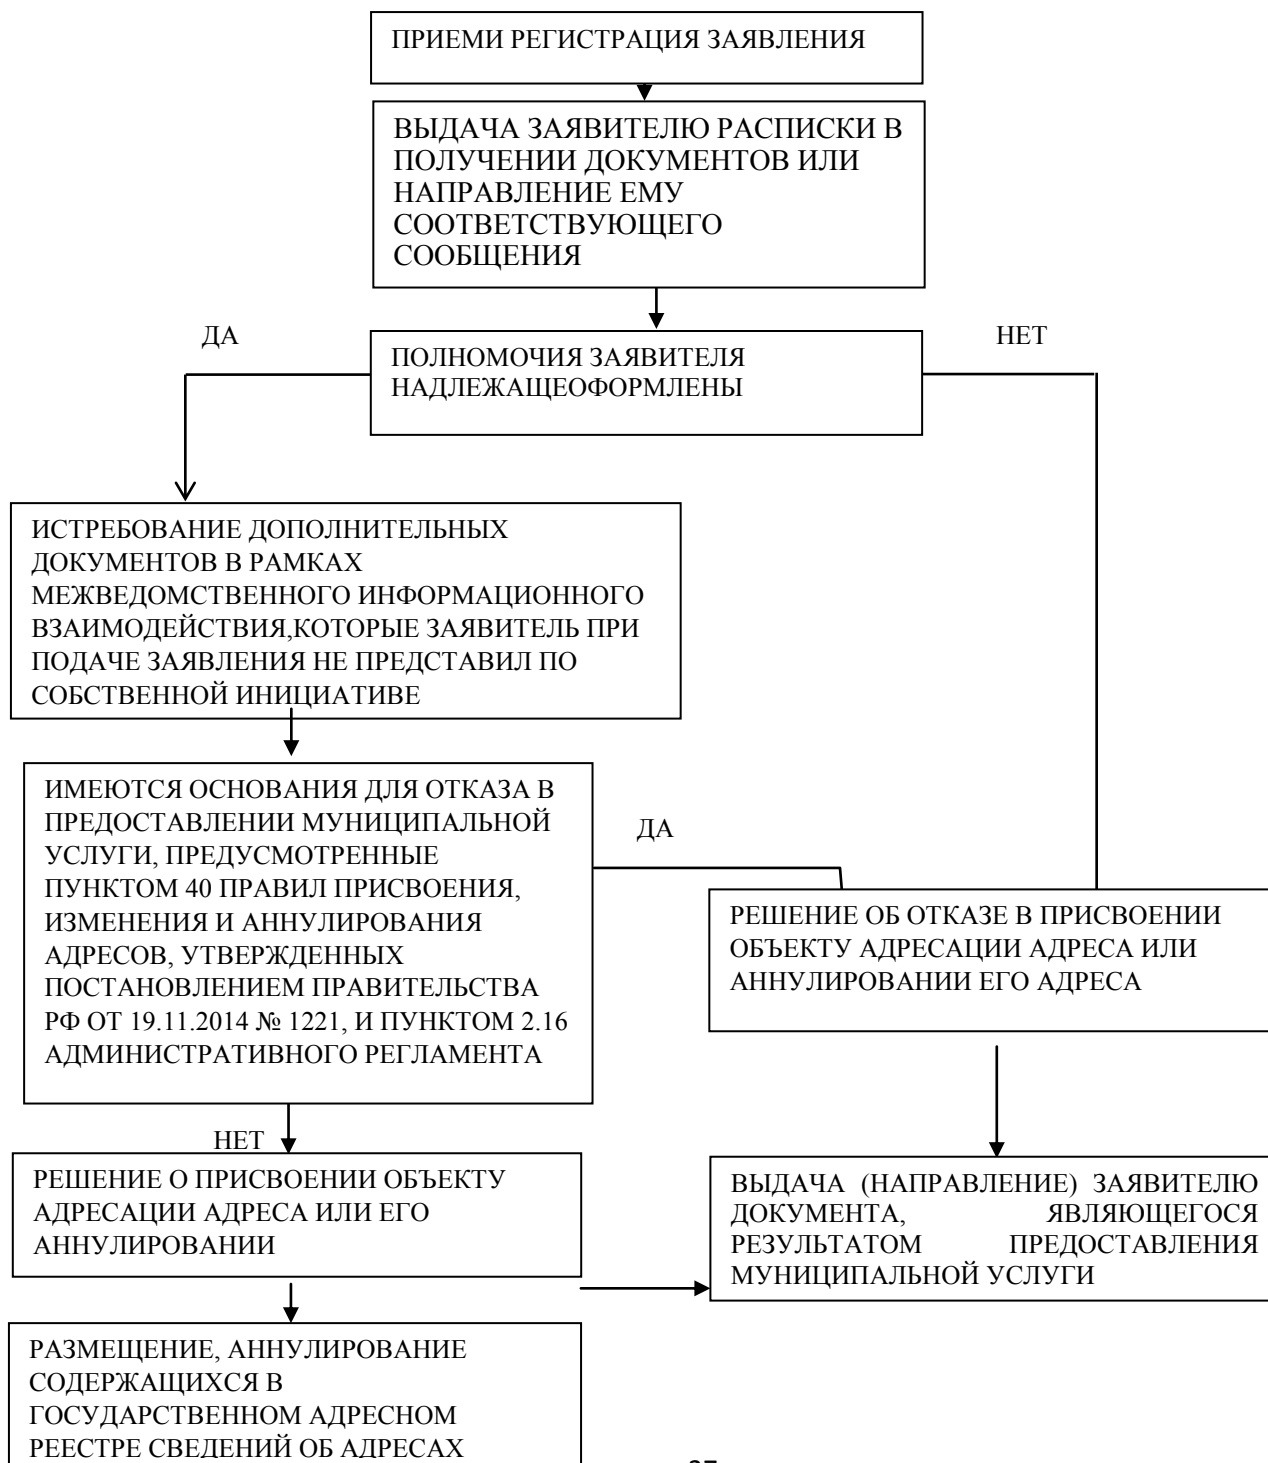 ПРИЕМИ РЕГИСТРАЦИЯ ЗАЯВЛЕНИЯ
ВЫДАЧА ЗАЯВИТЕЛЮ РАСПИСКИ В
ПОЛУЧЕНИИ ДОКУМЕНТОВ ИЛИ
НАПРАВЛЕНИЕ ЕМУ
СООТВЕТСТВУЮЩЕГО
СООБЩЕНИЯ
ДА
НЕТ
ПОЛНОМОЧИЯ ЗАЯВИТЕЛЯ
НАДЛЕЖАЩЕОФОРМЛЕНЫ
ИСТРЕБОВАНИЕ ДОПОЛНИТЕЛЬНЫХ
ДОКУМЕНТОВ В РАМКАХ
МЕЖВЕДОМСТВЕННОГО ИНФОРМАЦИОННОГО
ВЗАИМОДЕЙСТВИЯ,КОТОРЫЕ ЗАЯВИТЕЛЬ ПРИ
ПОДАЧЕ ЗАЯВЛЕНИЯ НЕ ПРЕДСТАВИЛ ПО
СОБСТВЕННОЙ ИНИЦИАТИВЕ
ИМЕЮТСЯ ОСНОВАНИЯ ДЛЯ ОТКАЗА В
ПРЕДОСТАВЛЕНИИ МУНИЦИПАЛЬНОЙ
УСЛУГИ, ПРЕДУСМОТРЕННЫЕ
ПУНКТОМ 40 ПРАВИЛ ПРИСВОЕНИЯ,
ИЗМЕНЕНИЯ И АННУЛИРОВАНИЯ
АДРЕСОВ, УТВЕРЖДЕННЫХ
ПОСТАНОВЛЕНИЕМ ПРАВИТЕЛЬСТВА
РФ ОТ 19.11.2014 № 1221, И ПУНКТОМ 2.16
АДМИНИСТРАТИВНОГО РЕГЛАМЕНТА
ДА
РЕШЕНИЕ ОБ ОТКАЗЕ В ПРИСВОЕНИИ
ОБЪЕКТУ АДРЕСАЦИИ АДРЕСА ИЛИ
АННУЛИРОВАНИИ ЕГО АДРЕСА
НЕТ
РЕШЕНИЕ О ПРИСВОЕНИИ ОБЪЕКТУ
АДРЕСАЦИИ АДРЕСА ИЛИ ЕГО
АННУЛИРОВАНИИ
ВЫДАЧА (НАПРАВЛЕНИЕ) ЗАЯВИТЕЛЮ
ДОКУМЕНТА, ЯВЛЯЮЩЕГОСЯ
РЕЗУЛЬТАТОМ ПРЕДОСТАВЛЕНИЯ
МУНИЦИПАЛЬНОЙ УСЛУГИ
РАЗМЕЩЕНИЕ, АННУЛИРОВАНИЕ
СОДЕРЖАЩИХСЯ В
ГОСУДАРСТВЕННОМ АДРЕСНОМ
РЕЕСТРЕ СВЕДЕНИЙ ОБ АДРЕСАХ